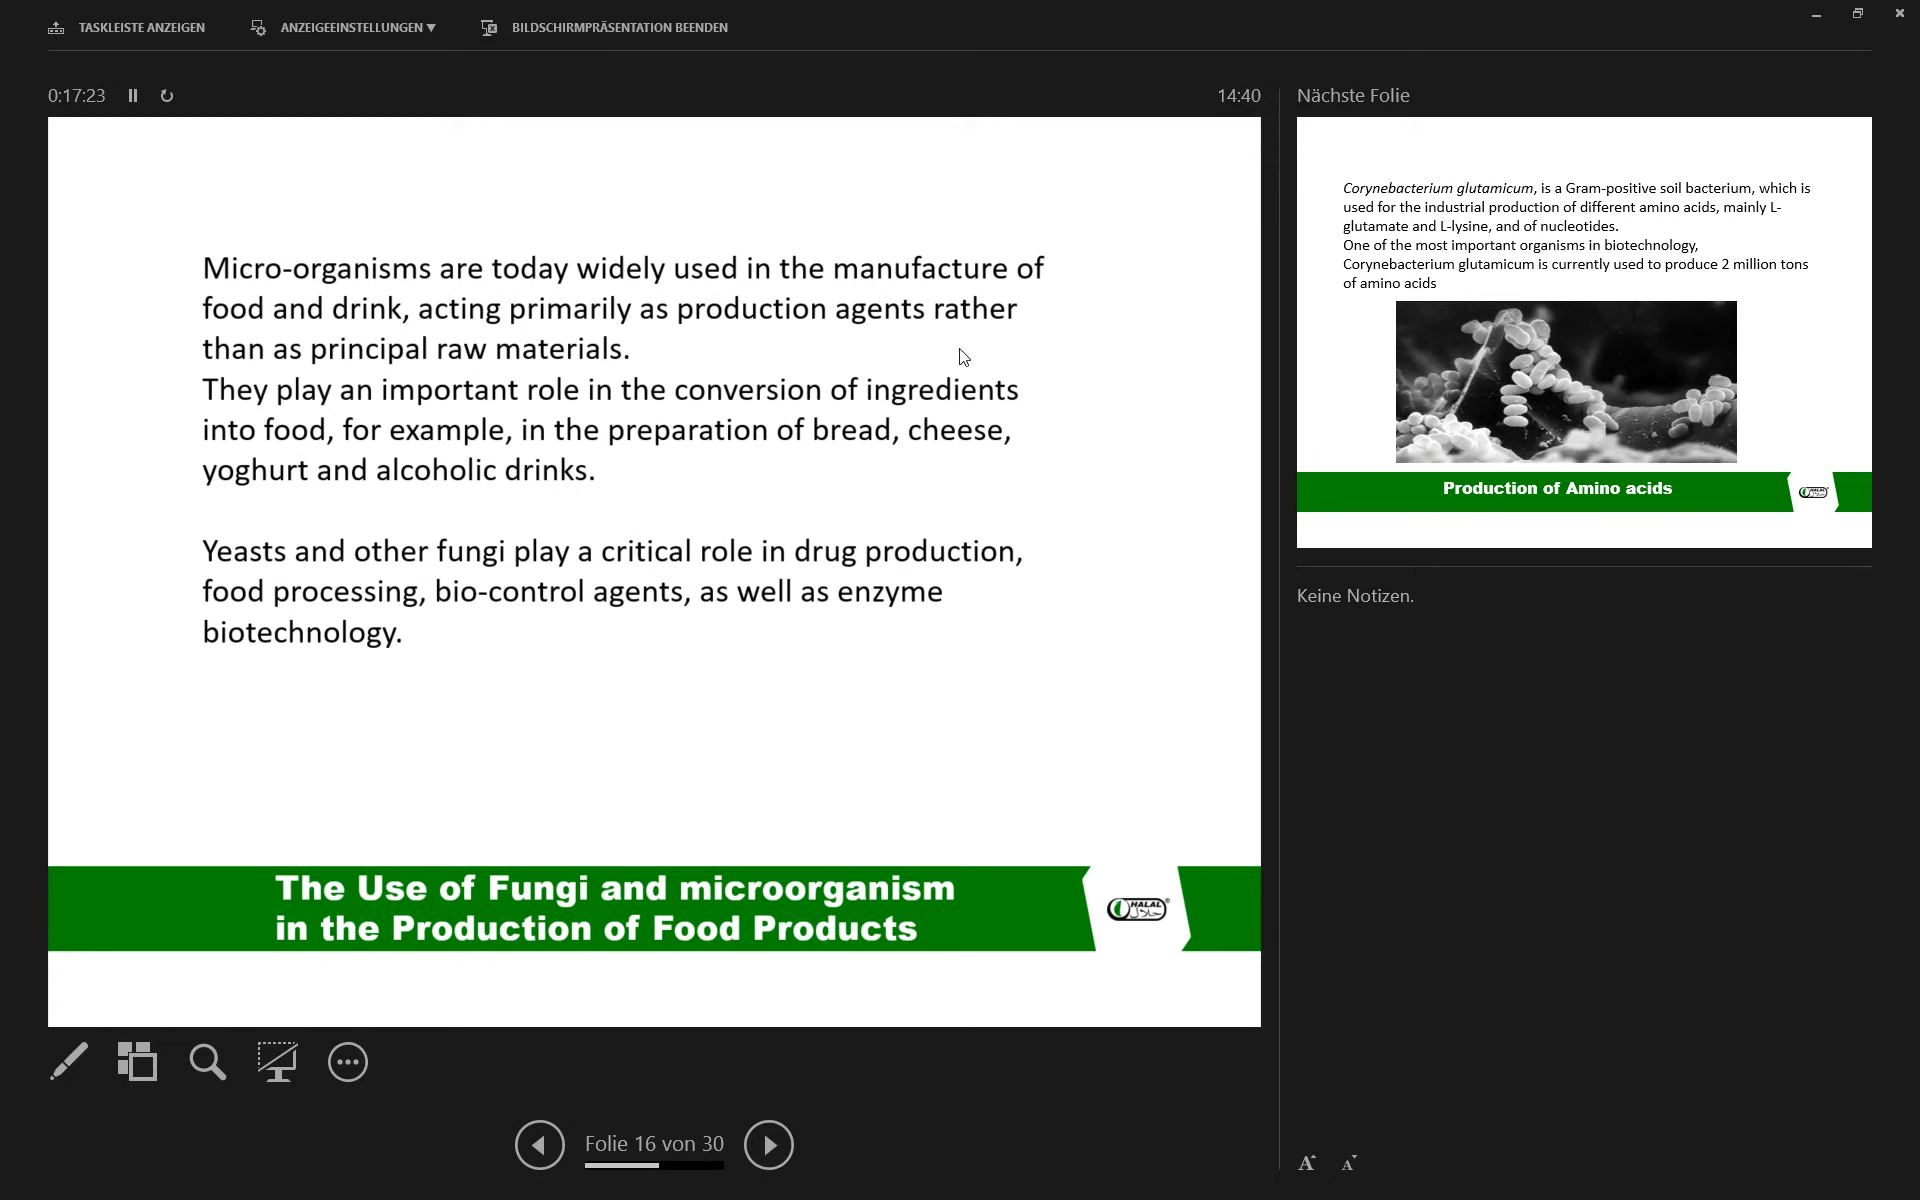 TASKLEISTE ANZEIGEN
ANZEIGEEINSTELLUNGEN ▼
BILDSCHIRMPRÄSENTATION BEENDEN
0:17:23
14:40
Micro-organisms are today widely used in the manufacture of
food and drink, acting primarily as production agents rather
than as principal raw materials.
They play an important role in the conversion of ingredients
into food, for example, in the preparation of bread, cheese,
yoghurt and alcoholic drinks.
Yeasts and other fungi play a critical role in drug production,
food processing, bio-control agents, as well as enzyme
biotechnology.
The Use of Fungi and microorganism
in the Production of Food Products
HALAL®
حلال
Folie 16 von 30
Nächste Folie
Corynebacterium glutamicum, is a Gram-positive soil bacterium, which is
used for the industrial production of different amino acids, mainly L-
glutamate and L-lysine, and of nucleotides.
One of the most important organisms in biotechnology,
Corynebacterium glutamicum is currently used to produce 2 million tons
of amino acids
Production of Amino acids
HALAL
حلال
Keine Notizen.
A A